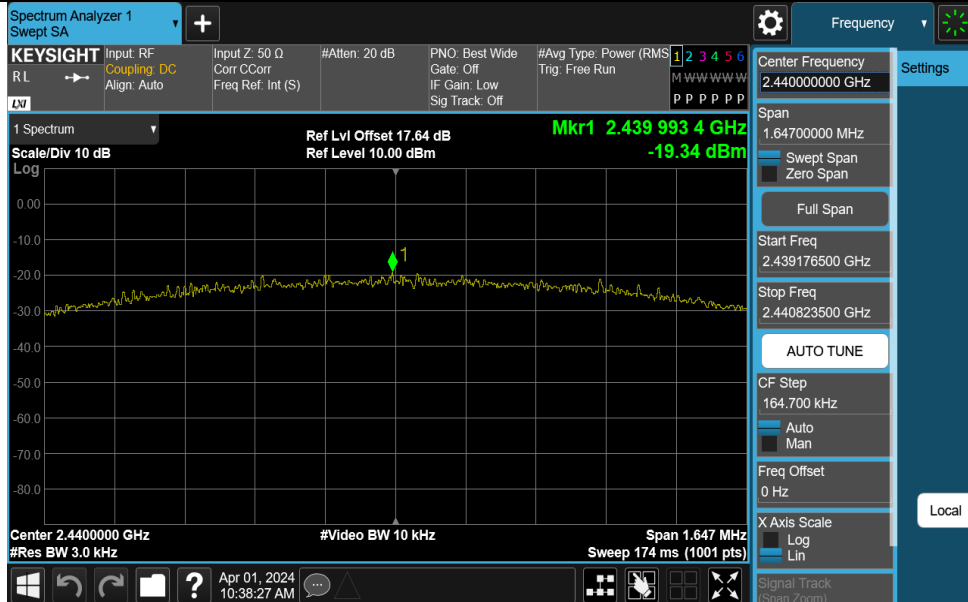 Spectrum Analyzer 1
Swept SA
Frequency
KEYSIGHT
RL
LXI
Input: RF
Coupling: DC
Align: Auto
Input Z: 50 Ω
Corr CCorr
Freq Ref: Int (S)
#Atten: 20 dB
PNO: Best Wide
Gate: Off
IF Gain: Low
Sig Track: Off
#Avg Type: Power (RMS
Trig: Free Run
1 2 3 4 5 6
M W W W W W
P P P P P P
Center Frequency
2.440000000 GHz
Settings
Span
1.64700000 MHz
Swept Span
Zero Span
Full Span
Start Freq
2.439176500 GHz
Stop Freq
2.440823500 GHz
AUTO TUNE
CF Step
164.700 kHz
Auto
Man
Freq Offset
0 Hz
X Axis Scale
Log
Lin
Signal Track
(Span Zoom)
Local
1 Spectrum
Scale/Div 10 dB
Log
Ref Lvl Offset 17.64 dB
Ref Level 10.00 dBm
Mkr1 2.439 993 4 GHz
-19.34 dBm
0.00
-10.0
1
-20.0
-30.0
-40.0
-50.0
-60.0
-70.0
-80.0
Center 2.4400000 GHz
#Res BW 3.0 kHz
#Video BW 10 kHz
Span 1.647 MHz
Sweep 174 ms (1001 pts)
?
Apr 01, 2024
10:38:27 AM